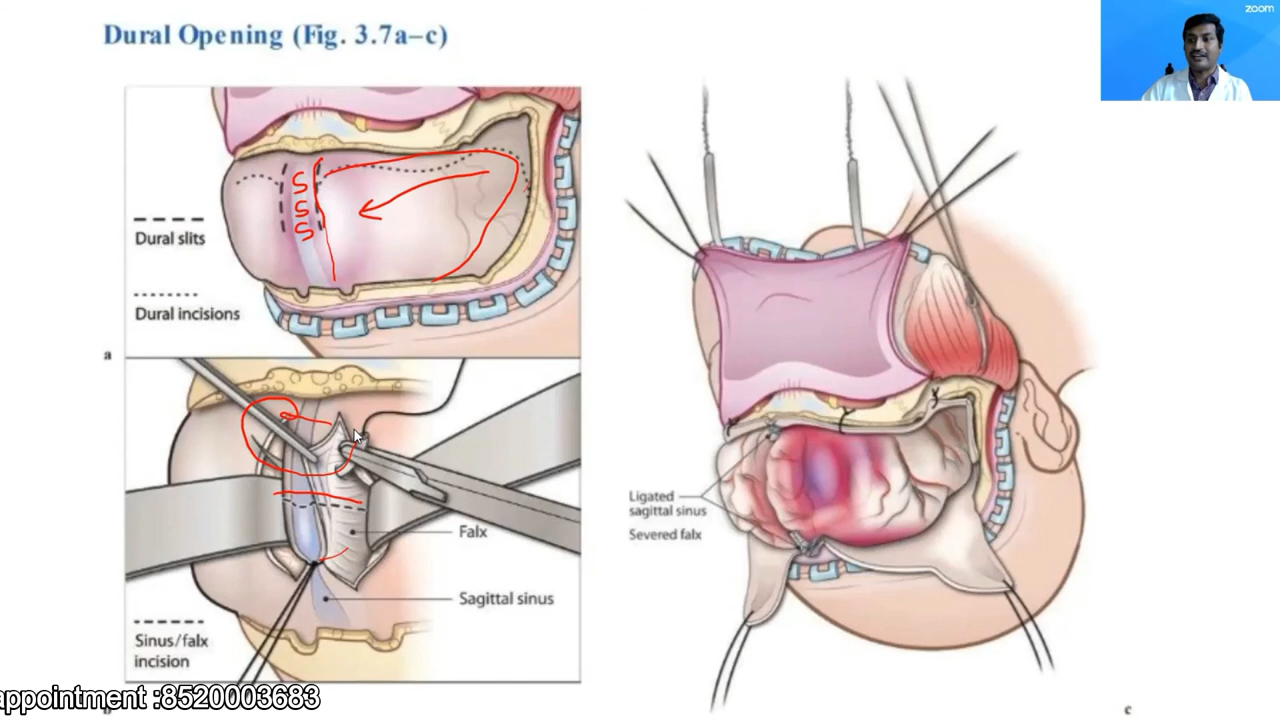 Dural Opening (Fig. 3.7a–c)
zoom
S
S
S
Dural slits
Dural incisions
a
Falx
Sagittal sinus
Sinus/falx
incision
Ligated
sagittal sinus
Severed falx
appointment :8520003683
c